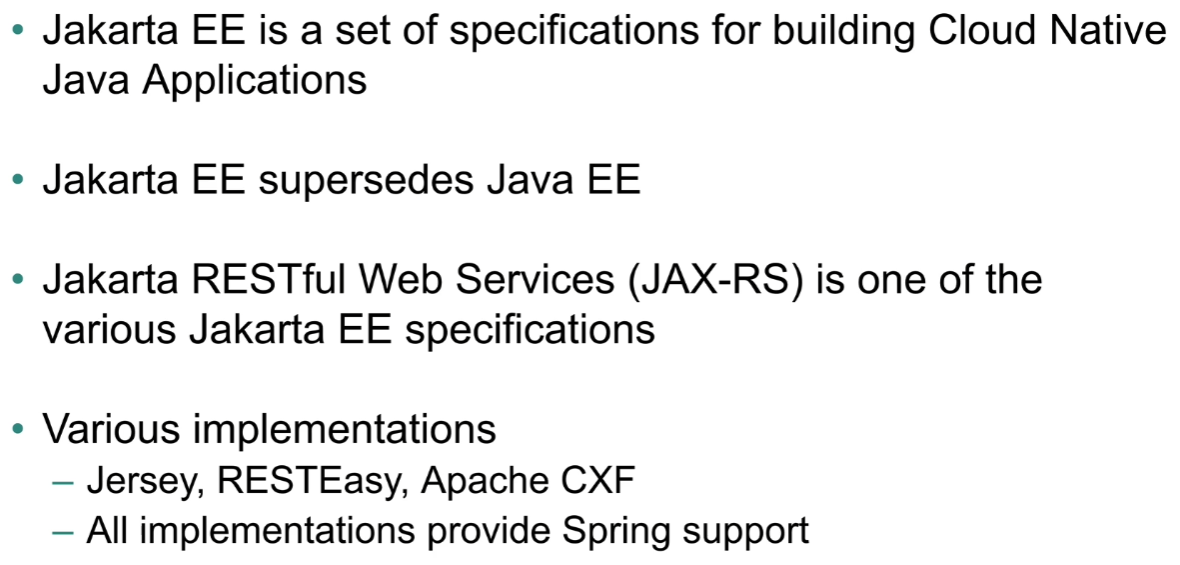 • Jakarta EE is a set of specifications for building Cloud Native
Java Applications
• Jakarta EE supersedes Java EE
• Jakarta RESTful Web Services (JAX-RS) is one of the
various Jakarta EE specifications
• Various implementations
– Jersey, RESTEasy, Apache CXF
– All implementations provide Spring support